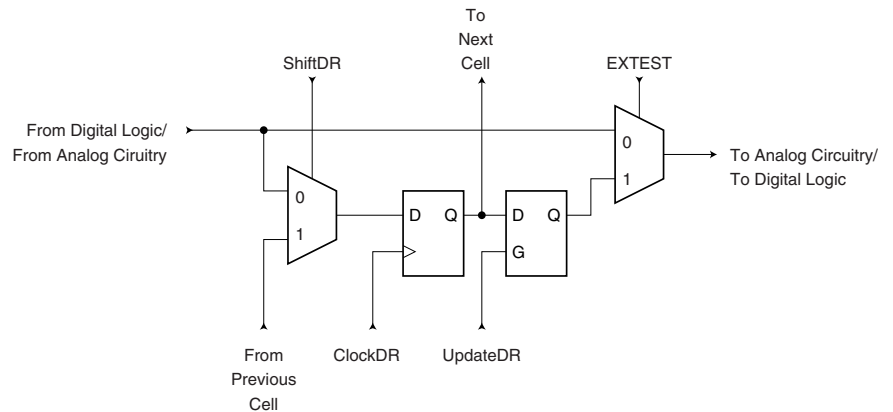 To
Next
Cell
ShiftDR
EXTEST
From Digital Logic/
From Analog Ciruitry
0
1
To Analog Circuitry/
To Digital Logic
0
1
D Q
D Q
G
From
Previous
Cell
ClockDR
UpdateDR